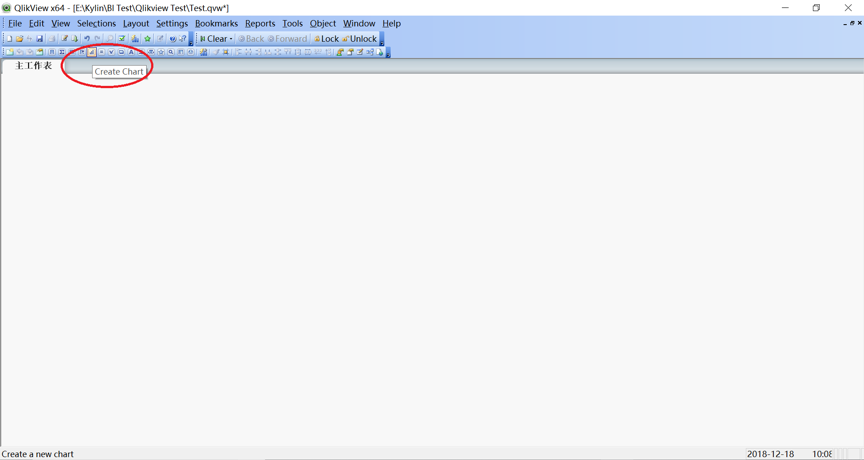 QlikView x64 - [E:\Kylin\BI Test\Qlikview Test\Test.qvw*]
File Edit View Selections Layout Settings Bookmarks Reports Tools Object Window Help
Clear Back Forward Lock Unlock
主工作表
Create Chart
Create a new chart 2018-12-18 10:08